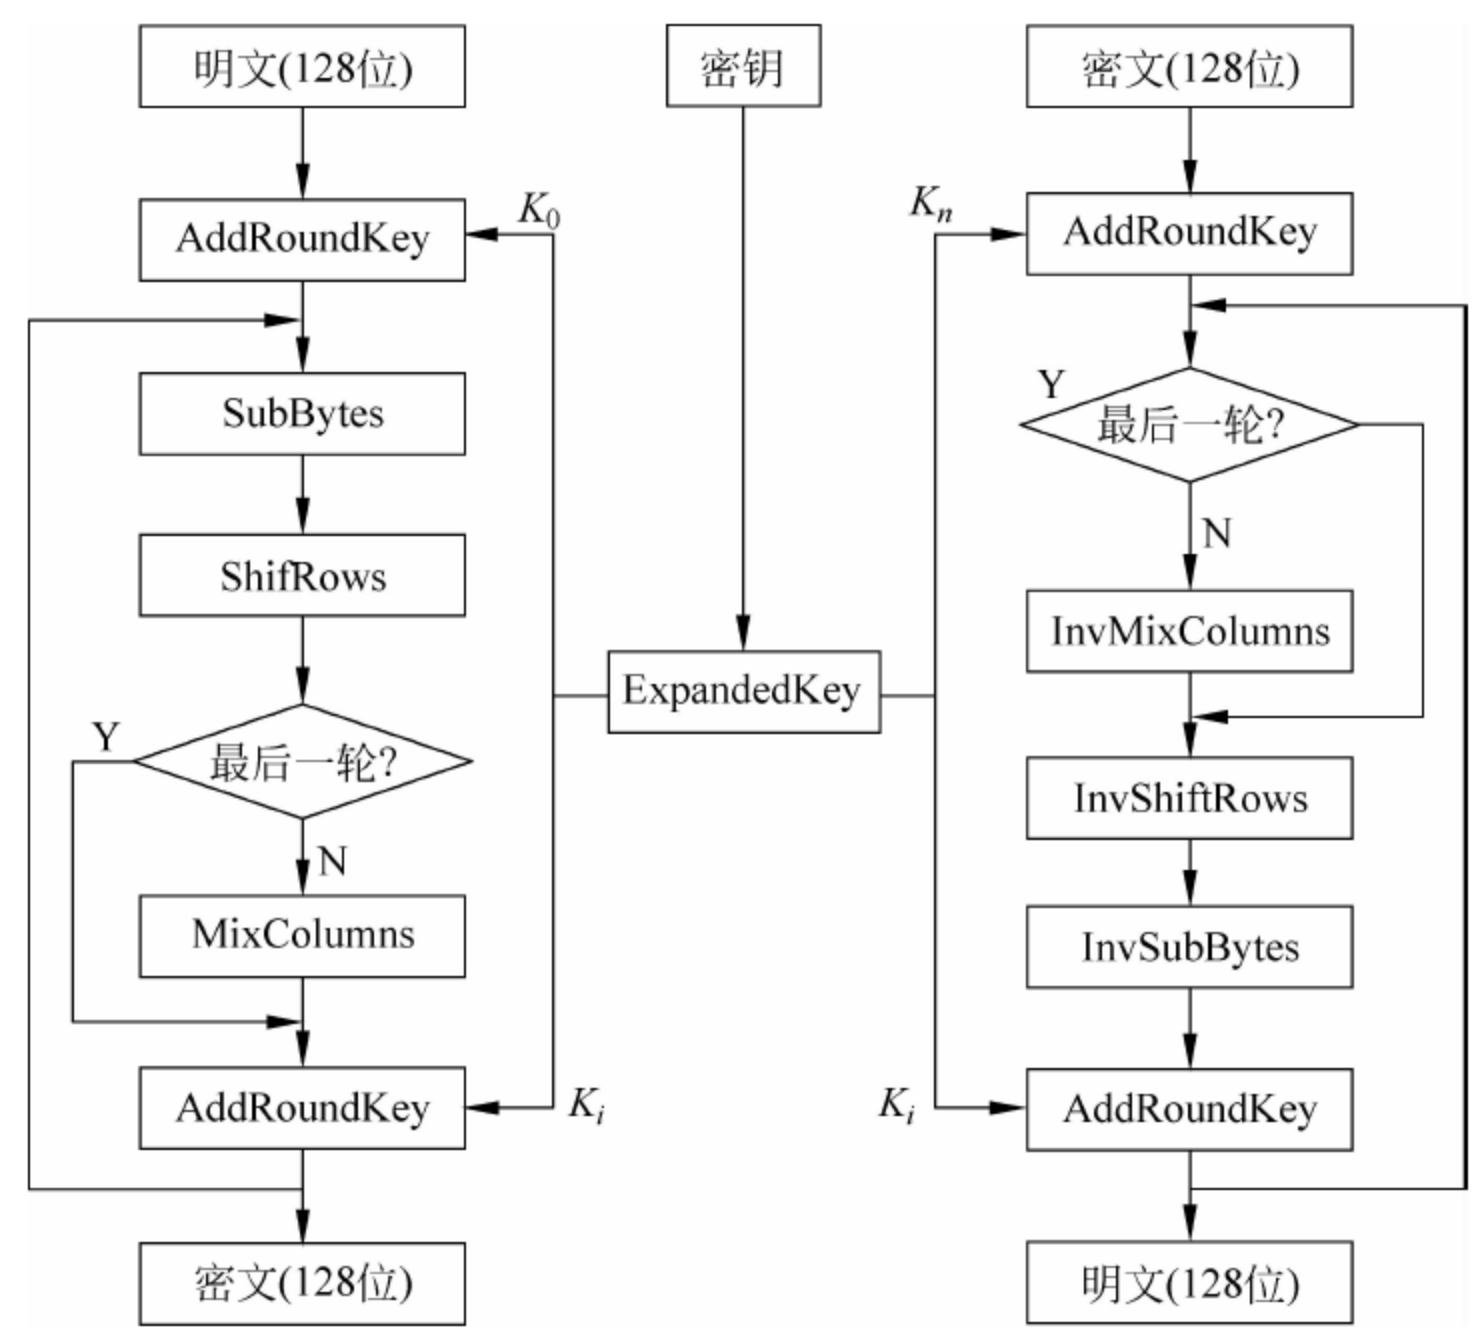 明文(128位)
AddRoundKey
K0
SubBytes
ShifRows
最后一轮?
Y
N
MixColumns
AddRoundKey
Ki
密文(128位)
密钥
ExpandedKey
密文(128位)
Kn
AddRoundKey
Y
最后一轮?
N
InvMixColumns
InvShiftRows
InvSubBytes
Ki
AddRoundKey
明文(128位)